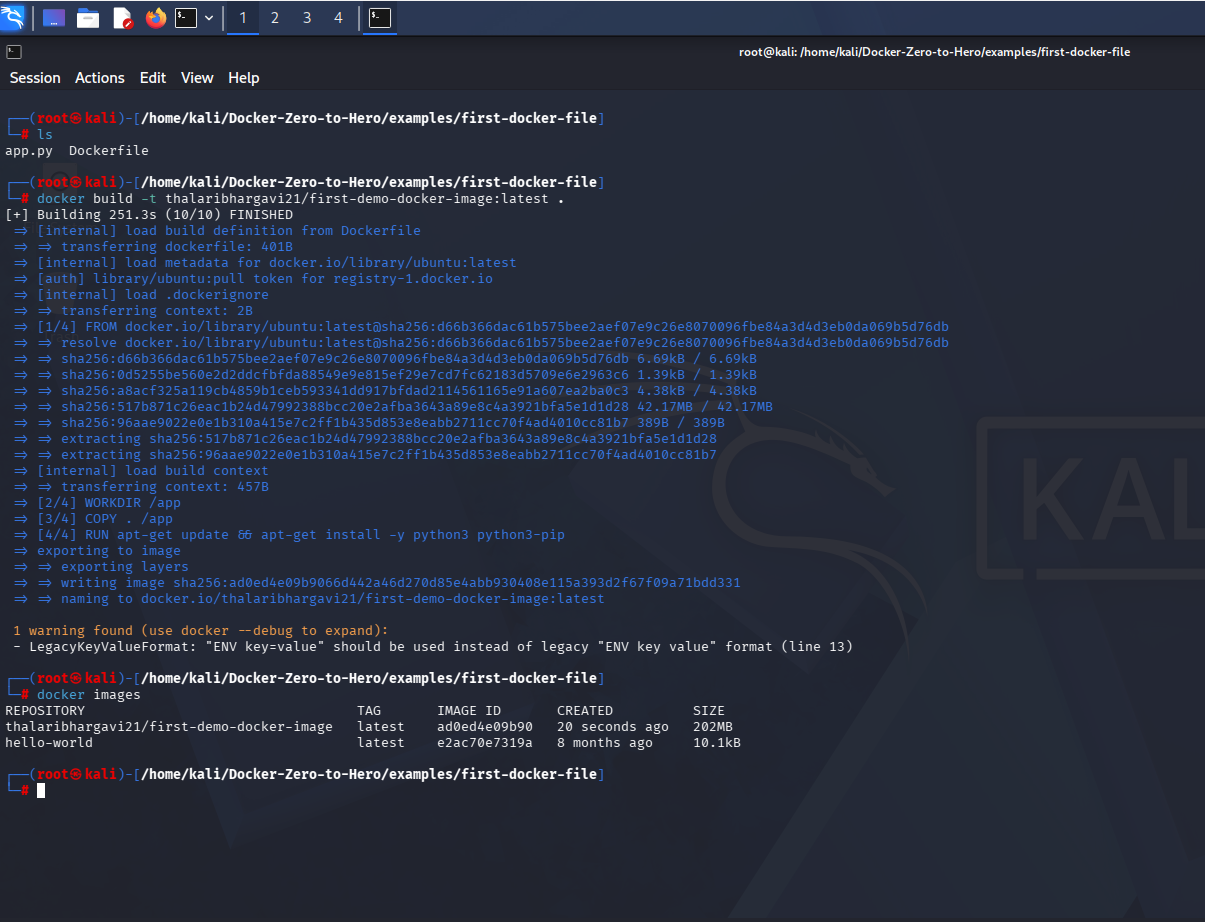 1 2 3 4
root@kali: /home/kali/Docker-Zero-to-Hero/examples/first-docker-file
Session Actions Edit View Help
┌──(root㉿kali)-[/home/kali/Docker-Zero-to-Hero/examples/first-docker-file]
└─# ls
app.py  Dockerfile
┌──(root㉿kali)-[/home/kali/Docker-Zero-to-Hero/examples/first-docker-file]
└─# docker build -t thalaribhargavi21/first-demo-docker-image:latest .
[+] Building 251.3s (10/10) FINISHED
 => [internal] load build definition from Dockerfile
 => => transferring dockerfile: 401B
 => [internal] load metadata for docker.io/library/ubuntu:latest
 => [auth] library/ubuntu:pull token for registry-1.docker.io
 => [internal] load .dockerignore
 => => transferring context: 2B
 => [1/4] FROM docker.io/library/ubuntu:latest@sha256:d66b366dac61b575bee2aef07e9c26e8070096fbe84a3d4d3eb0da069b5d76db
 => => resolve docker.io/library/ubuntu:latest@sha256:d66b366dac61b575bee2aef07e9c26e8070096fbe84a3d4d3eb0da069b5d76db
 => => sha256:d66b366dac61b575bee2aef07e9c26e8070096fbe84a3d4d3eb0da069b5d76db 6.69kB / 6.69kB
 => => sha256:0d5255be560e2d2ddcfbfda88549e9e815ef29e7cd7fc62183d5709e6e2963c6 1.39kB / 1.39kB
 => => sha256:a8acf325a119cb4859b1ceb593341dd917bfdad2114561165e91a607ea2ba0c3 4.38kB / 4.38kB
 => => sha256:517b871c26eac1b24d47992388bcc20e2afba3643a89e8c4a3921bfa5e1d1d28 42.17MB / 42.17MB
 => => sha256:96aae9022e0e1b310a415e7c2ff1b435d853e8eabb2711cc70f4ad4010cc81b7 389B / 389B
 => => extracting sha256:517b871c26eac1b24d47992388bcc20e2afba3643a89e8c4a3921bfa5e1d1d28
 => => extracting sha256:96aae9022e0e1b310a415e7c2ff1b435d853e8eabb2711cc70f4ad4010cc81b7
 => [internal] load build context
 => => transferring context: 457B
 => [2/4] WORKDIR /app
 => [3/4] COPY . /app
 => [4/4] RUN apt-get update && apt-get install -y python3 python3-pip
 => exporting to image
 => => exporting layers
 => => writing image sha256:ad0ed4e09b9066d442a46d270d85e4abb930408e115a393d2f67f09a71bdd331
 => => naming to docker.io/thalaribhargavi21/first-demo-docker-image:latest
 1 warning found (use docker --debug to expand):
 - LegacyKeyValueFormat: "ENV key=value" should be used instead of legacy "ENV key value" format (line 13)
┌──(root㉿kali)-[/home/kali/Docker-Zero-to-Hero/examples/first-docker-file]
└─# docker images
REPOSITORY                                  TAG       IMAGE ID       CREATED          SIZE
thalaribhargavi21/first-demo-docker-image   latest    ad0ed4e09b90   20 seconds ago   202MB
hello-world                                 latest    e2ac70e7319a   8 months ago     10.1kB
┌──(root㉿kali)-[/home/kali/Docker-Zero-to-Hero/examples/first-docker-file]
└─#
KAL